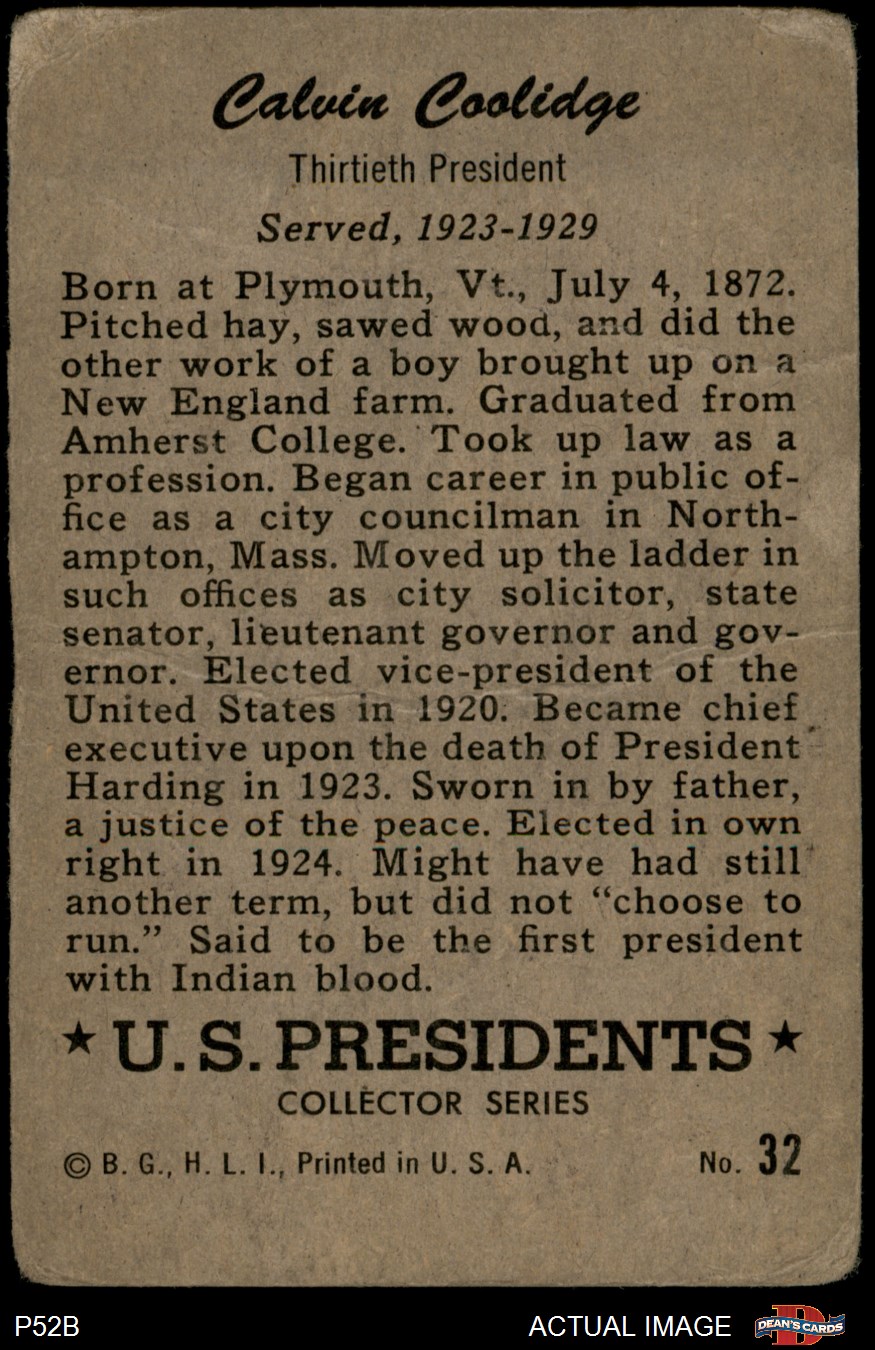 Calvin Coolidge
Thirtieth President
Served, 1923-1929
Born at Plymouth, Vt., July 4, 1872.
Pitched hay, sawed wood, and did the
other work of a boy brought up on a
New England farm. Graduated from
Amherst College. Took up law as a
profession. Began career in public of-
fice as a city councilman in North-
ampton, Mass. Moved up the ladder in
such offices as city solicitor, state
senator, lieutenant governor and gov-
ernor. Elected vice-president of the
United States in 1920. Became chief
executive upon the death of President
Harding in 1923. Sworn in by father,
a justice of the peace. Elected in own
right in 1924. Might have had still
another term, but did not “choose to
run.” Said to be the first president
with Indian blood.
★ U.S. PRESIDENTS ★
COLLECTOR SERIES
© B. G., H. L. I., Printed in U. S. A. No. 32
P52B ACTUAL IMAGE D DEAN'S CARDS